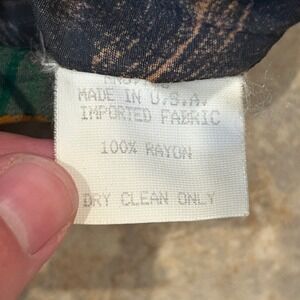 MADE IN U.S.A.
IMPORTED FABRIC
100% RAYON
DRY CLEAN ONLY